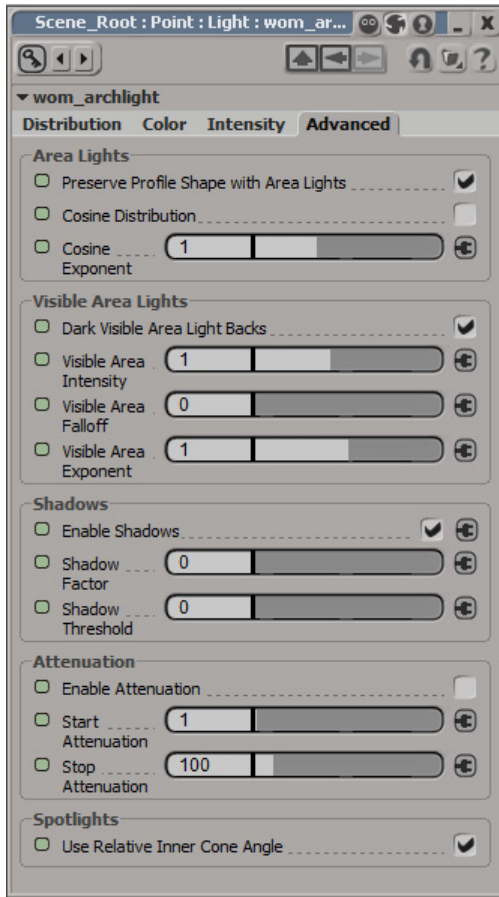 Scene_Root : Point : Light : wom_ar...
wom_archlight
Distribution Color Intensity Advanced
Area Lights
Preserve Profile Shape with Area Lights
Cosine Distribution
Cosine Exponent 1
Visible Area Lights
Dark Visible Area Light Backs
Visible Area Intensity 1
Visible Area Falloff 0
Visible Area Exponent 1
Shadows
Enable Shadows
Shadow Factor 0
Shadow Threshold 0
Attenuation
Enable Attenuation
Start Attenuation 1
Stop Attenuation 100
Spotlights
Use Relative Inner Cone Angle